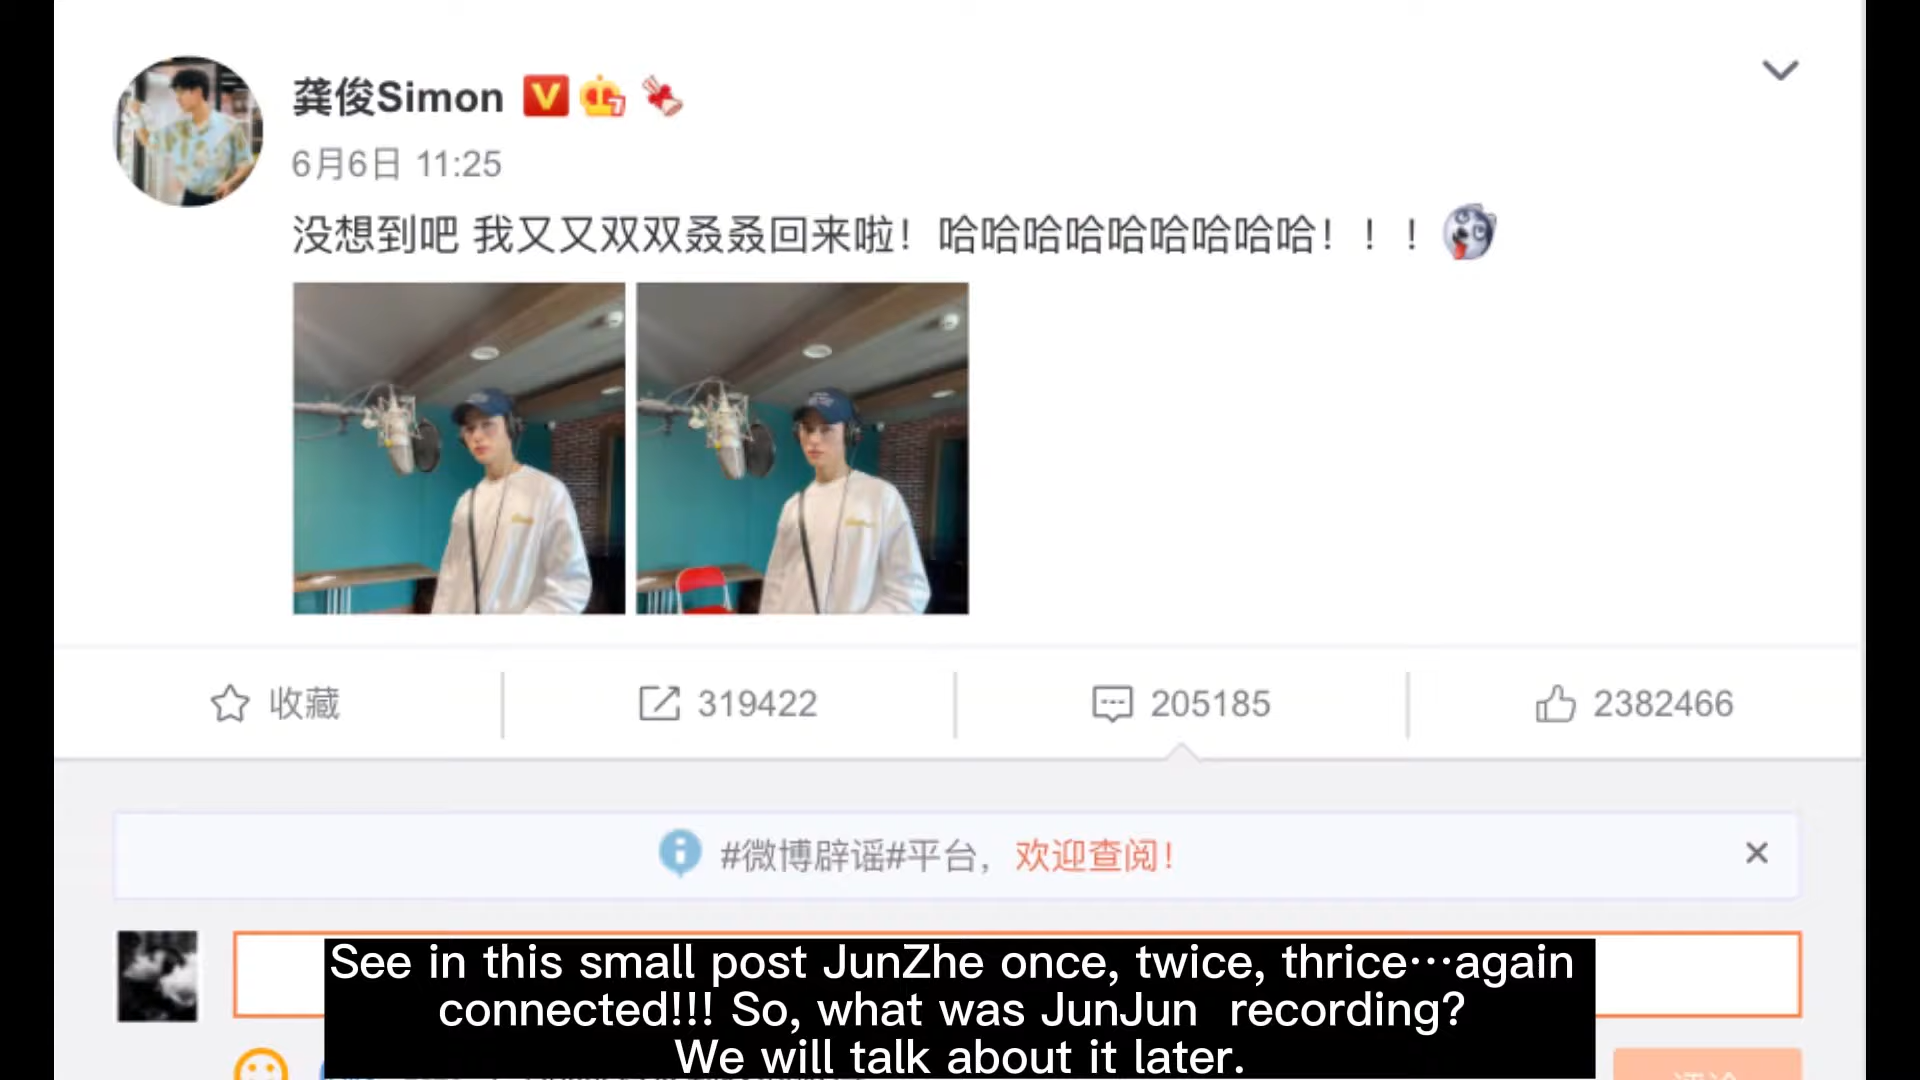 龚俊Simon
6月6日 11:25
没想到吧 我又又双双叒叒回来啦！哈哈哈哈哈哈哈哈哈！！！
收藏
319422
205185
2382466
#微博辟谣#平台，欢迎查阅！
See in this small post JunZhe once, twice, thrice…again
connected!!! So, what was JunJun recording?
We will talk about it later.